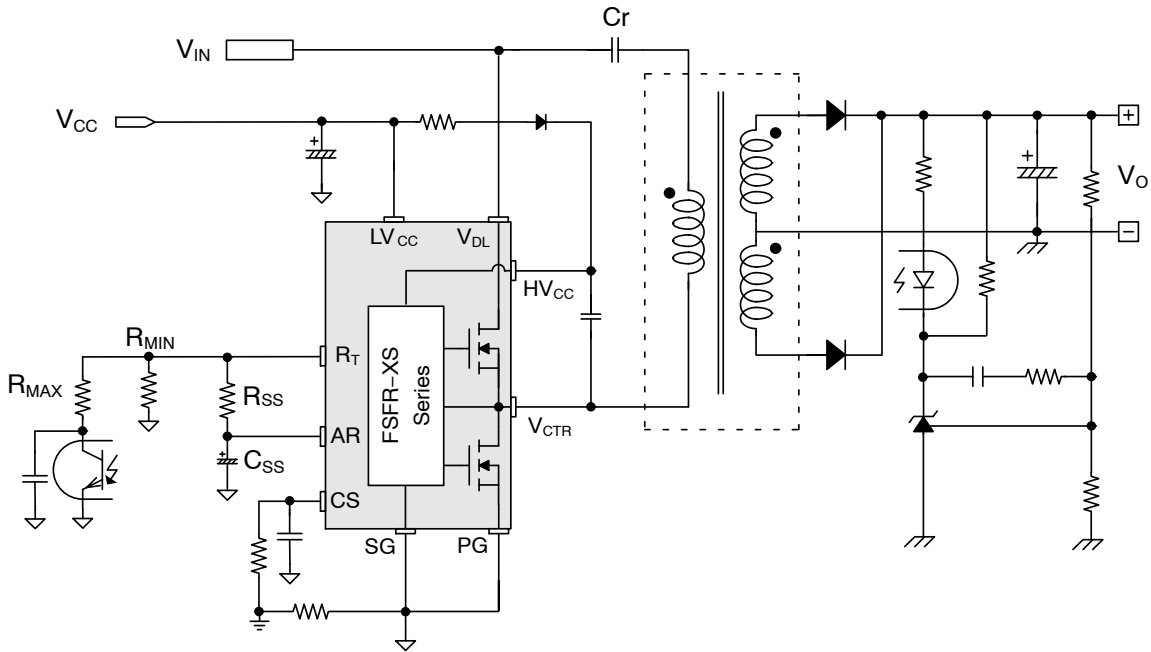 Cr
V_IN
V_CC
+
+
+
V_O
−
LV_CC
V_DL
HV_CC
R_MIN
R_T
R_MAX
R_SS
FSFR−XS
Series
V_CTR
AR
+
C_SS
CS
SG
PG